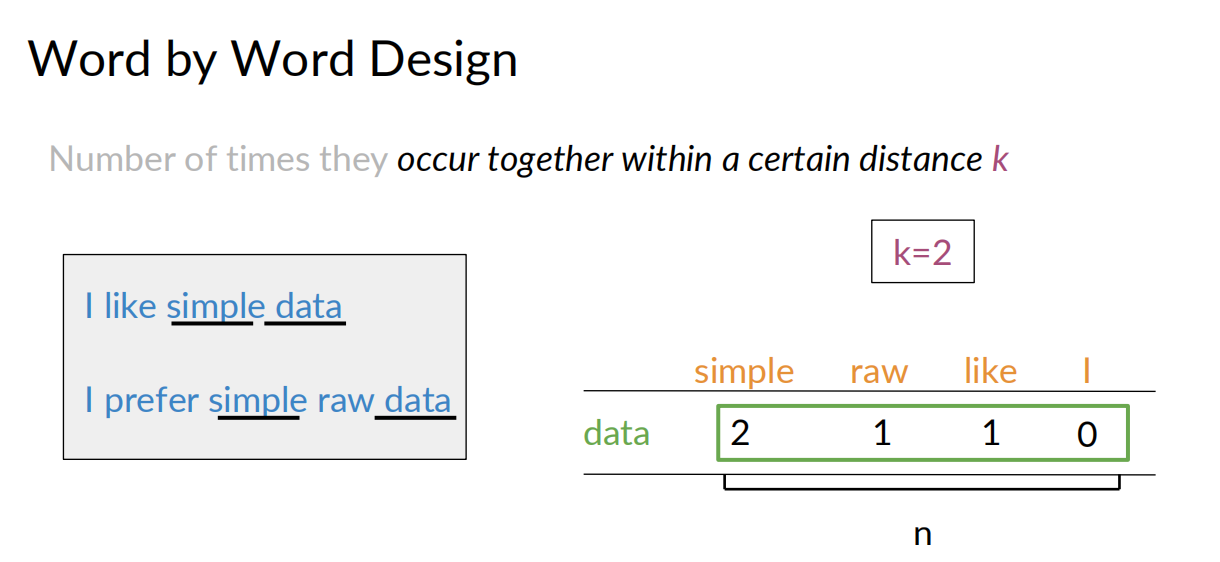 Word by Word Design
Number of times they occur together within a certain distance k
k=2
I like simple data
I prefer simple raw data
simple raw like I
data 2 1 1 0
n